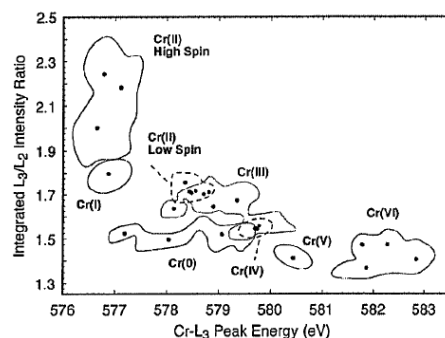 Integrated L3/L2 Intensity Ratio
2.5
2.3
2.1
1.9
1.7
1.5
1.3
Cr(II)
High Spin
Cr(II)
Low Spin
Cr(III)
Cr(I)
Cr(0)
Cr(IV)
Cr(V)
Cr(VI)
576 577 578 579 580 581 582 583
Cr-L3 Peak Energy (eV)